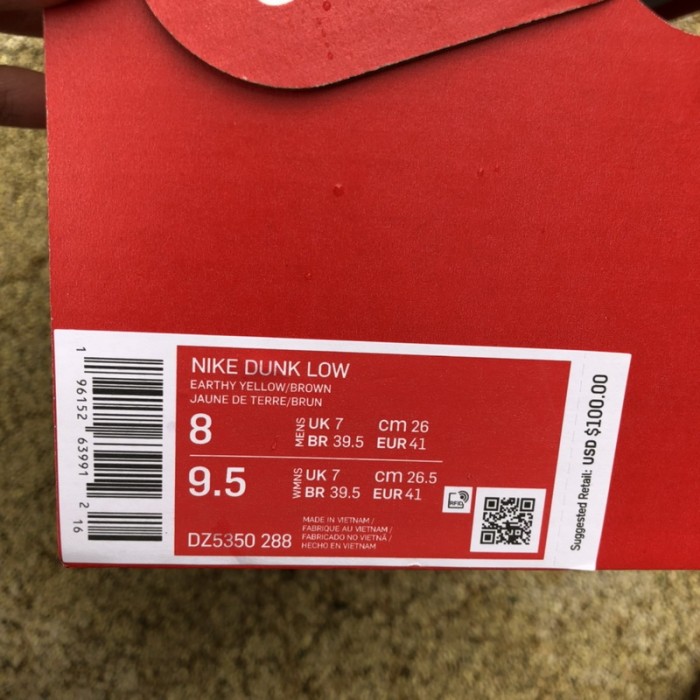 NIKE DUNK LOW
EARTHY YELLOW/BROWN
JAUNE DE TERRE/BRUN
8 MENS UK 7 cm 26
BR 39.5 EUR 41
9.5 WMNS UK 7 cm 26.5
BR 39.5 EUR 41
DZ5350 288
MADE IN VIETNAM /
FABRIQUE AU VIETNAM /
FABRICADO NO VIETNÃ /
HECHO EN VIETNAM
RFID
1 96152 63991 2 16
Suggested Retail: USD $100.00